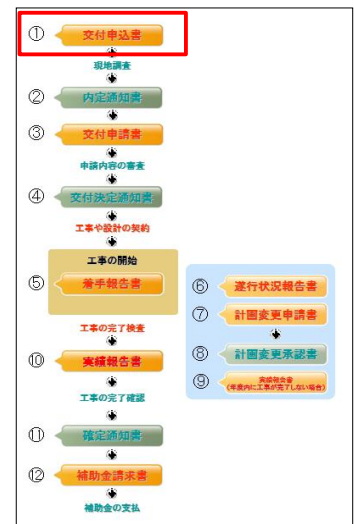 ① 交付申込書
現地調査
② 内定通知書
③ 交付申請書
申請内容の審査
④ 交付決定通知書
工事や設計の契約
工事の開始
⑤ 着手報告書
工事の完了検査
⑩ 実績報告書
工事の完了確認
⑪ 確定通知書
⑫ 補助金請求書
補助金の支払
⑥ 遂行状況報告書
⑦ 計画変更申請書
⑧ 計画変更承認書
⑨ 実績報告書
(年度内に工事が完了しない場合)